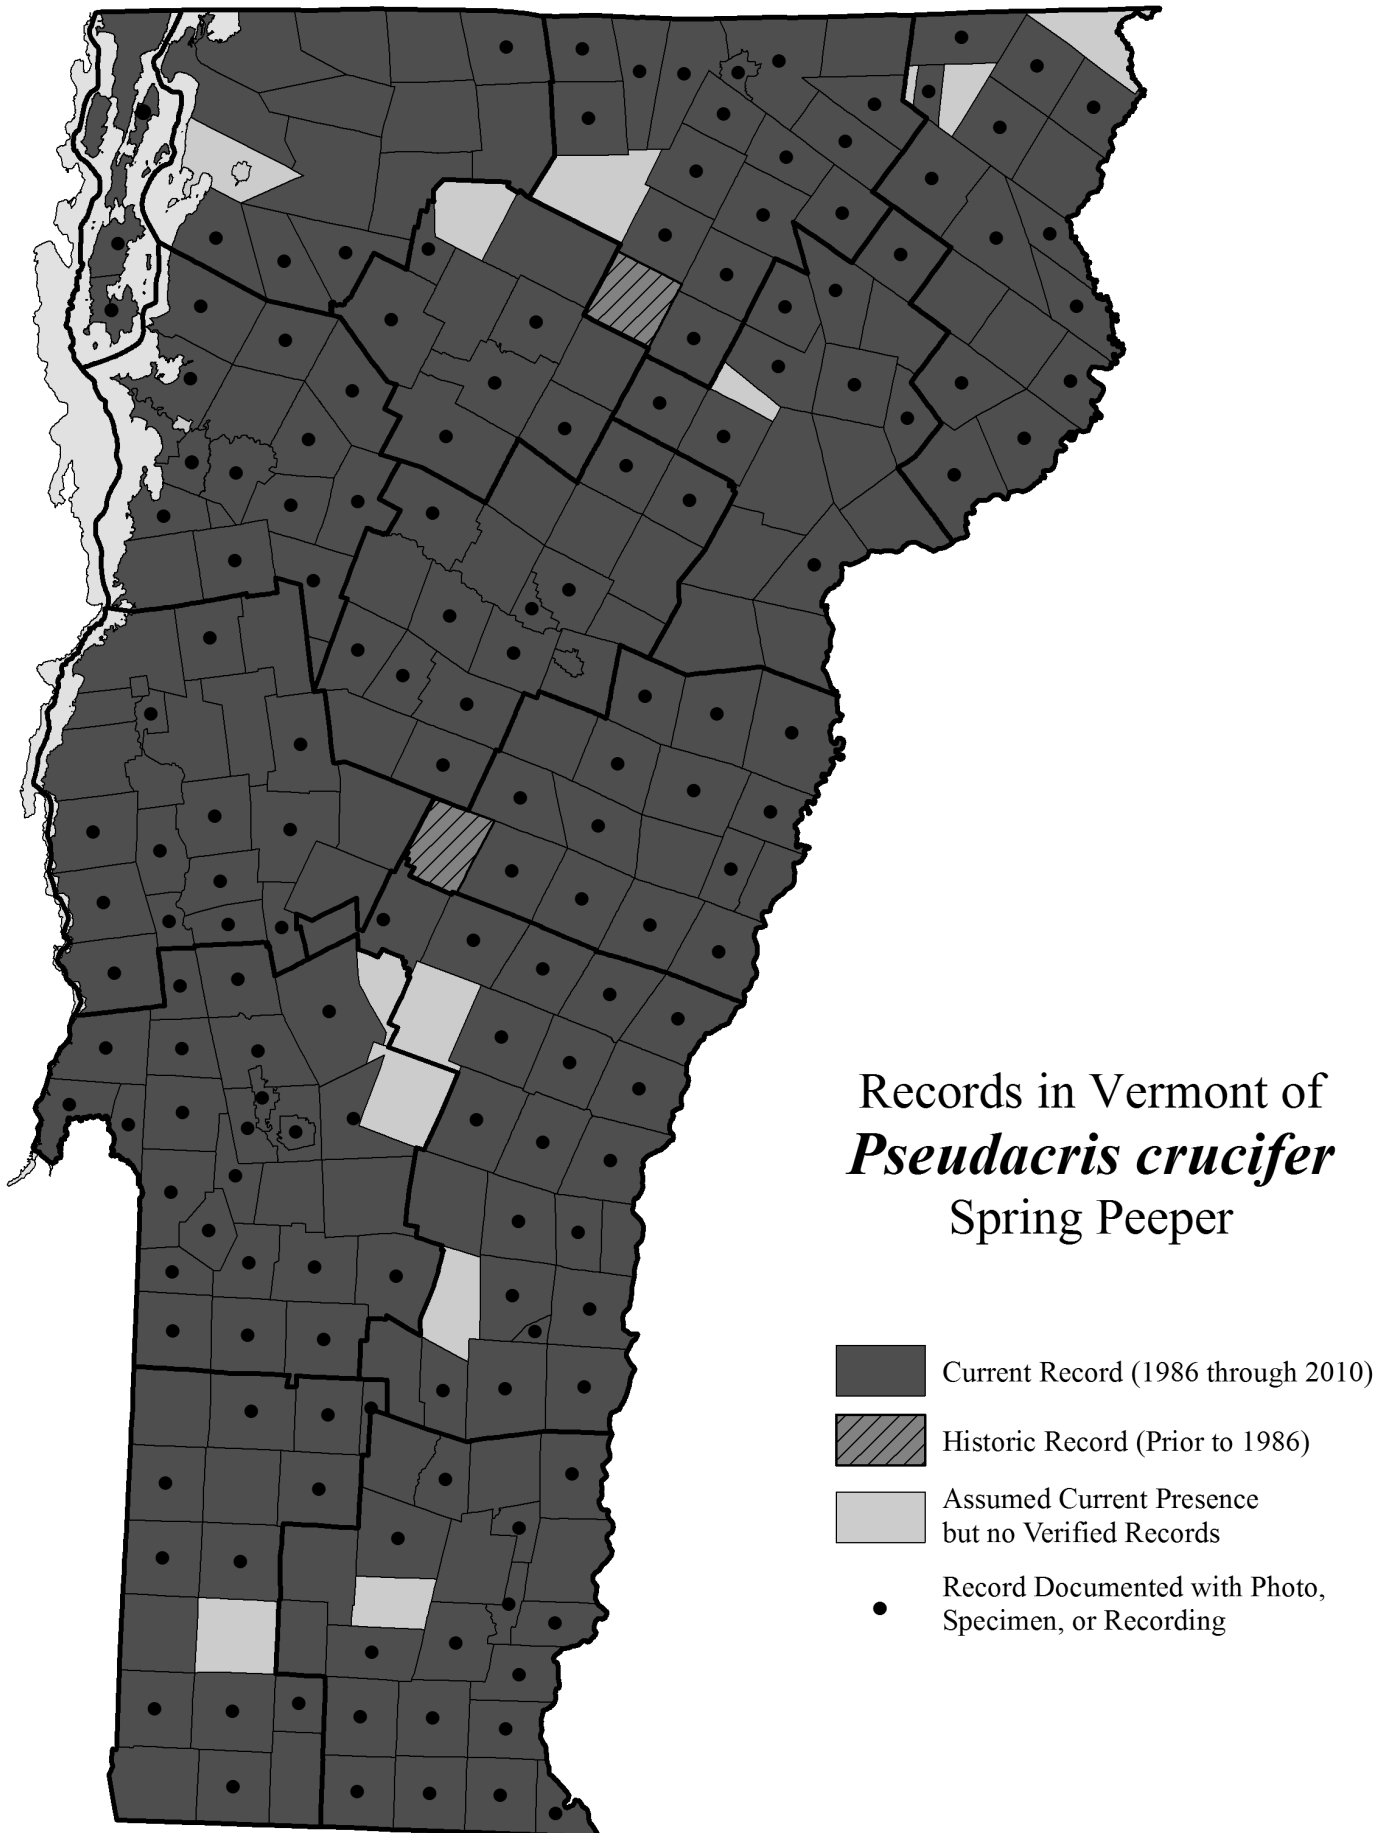 Records in Vermont of
Pseudacris crucifer
Spring Peeper
Current Record (1986 through 2010)
Historic Record (Prior to 1986)
Assumed Current Presence
but no Verified Records
Record Documented with Photo,
Specimen, or Recording